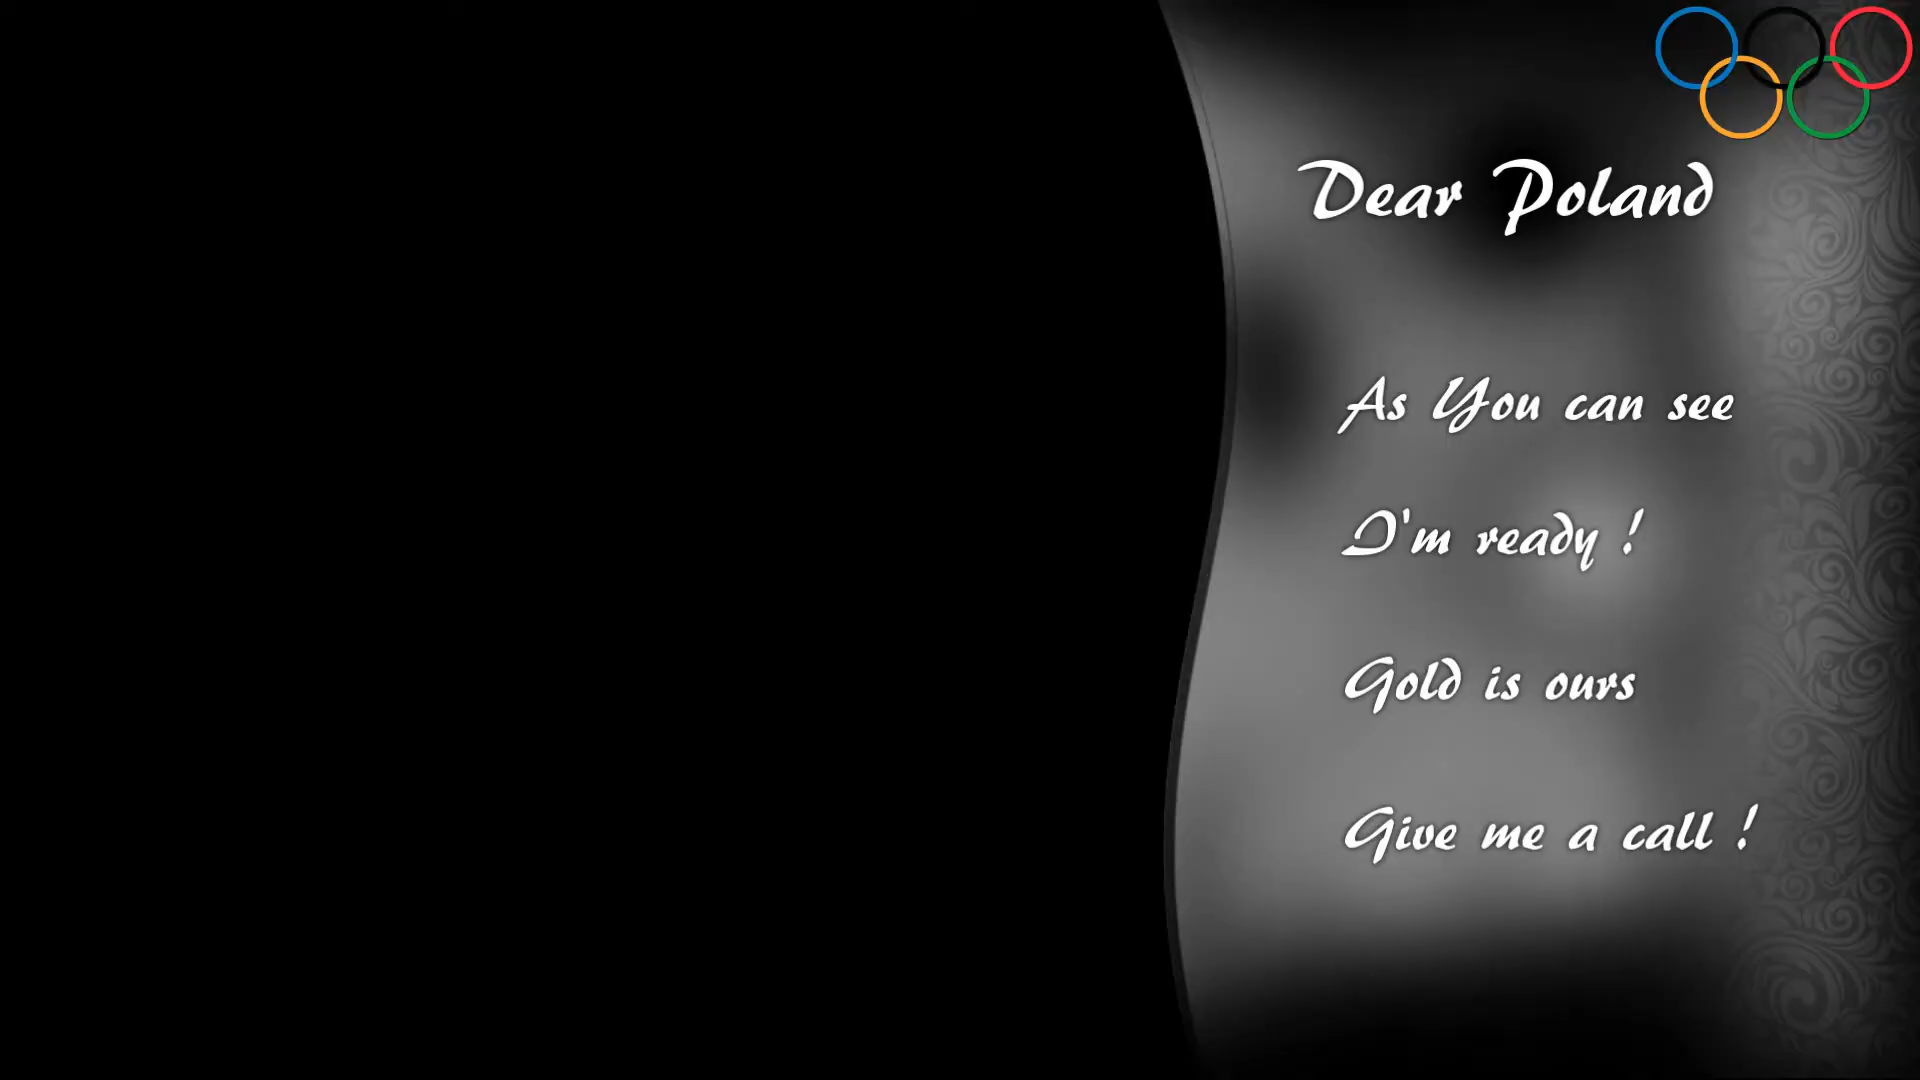 Dear Poland
As You can see
I'm ready !
Gold is ours
Give me a call !